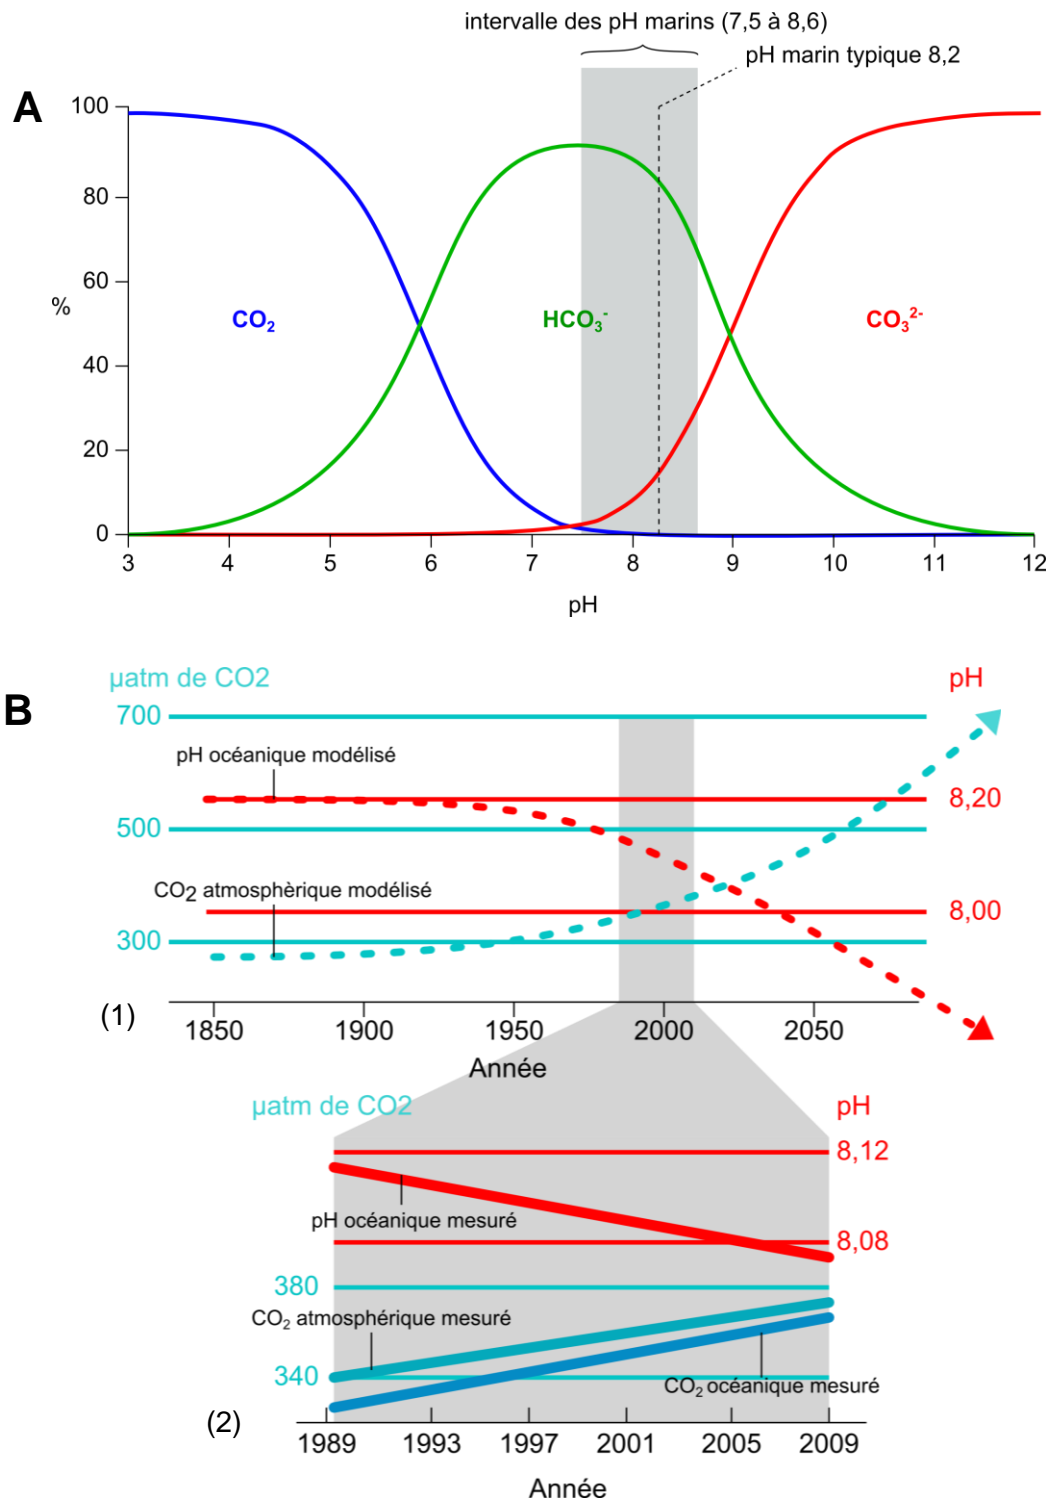 intervalle des pH marins (7,5 à 8,6)
pH marin typique 8,2
A
100
80
60
%
CO₂
HCO₃⁻
CO₃²⁻
40
20
0
3 4 5 6 7 8 9 10 11 12
pH
B
µatm de CO2
pH
700
pH océanique modélisé
8,20
500
CO₂ atmosphèrique modélisé
8,00
300
(1)
1850 1900 1950 2000 2050
Année
µatm de CO2
pH
8,12
pH océanique mesuré
8,08
380
CO₂ atmosphérique mesuré
340
CO₂ océanique mesuré
(2)
1989 1993 1997 2001 2005 2009
Année